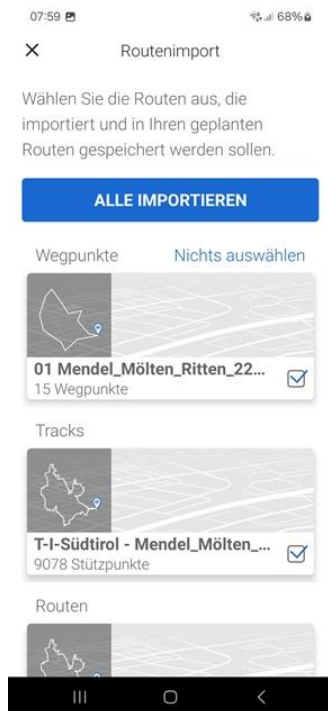 07:59 68%
Routenimport
Wählen Sie die Routen aus, die
importiert und in Ihren geplanten
Routen gespeichert werden sollen.
ALLE IMPORTIEREN
Wegpunkte Nichts auswählen
01 Mendel_Mölten_Ritten_22...
15 Wegpunkte
Tracks
T-I-Südtirol - Mendel_Mölten_...
9078 Stützpunkte
Routen